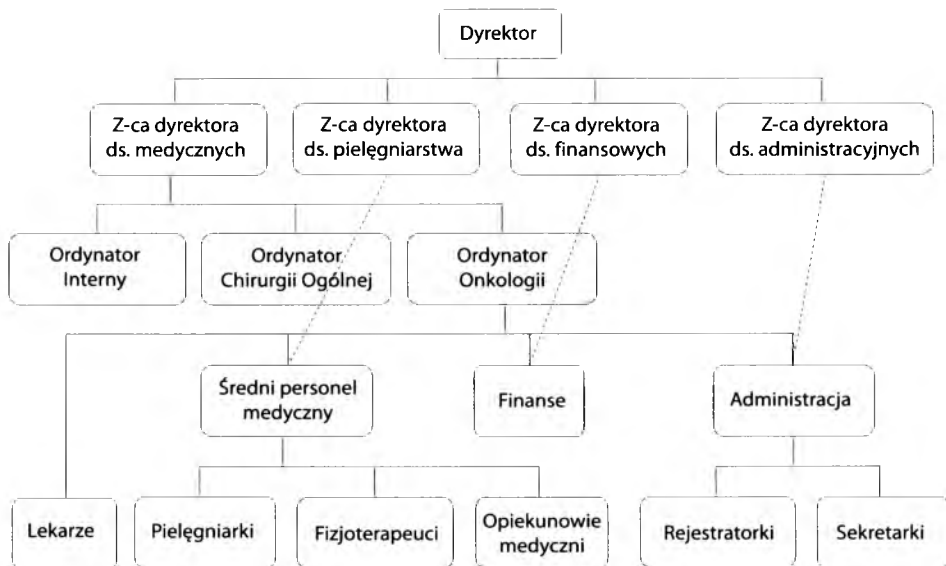 Dyrektor
Z-ca dyrektora
ds. medycznych
Z-ca dyrektora
ds. pielęgniarstwa
Z-ca dyrektora
ds. finansowych
Z-ca dyrektora
ds. administracyjnych
Ordynator
Interny
Ordynator
Chirurgii Ogólnej
Ordynator
Onkologii
Średni personel
medyczny
Finanse
Administracja
Lekarze
Pielęgniarki
Fizjoterapeuci
Opiekunowie
medyczni
Rejestratorki
Sekretarki